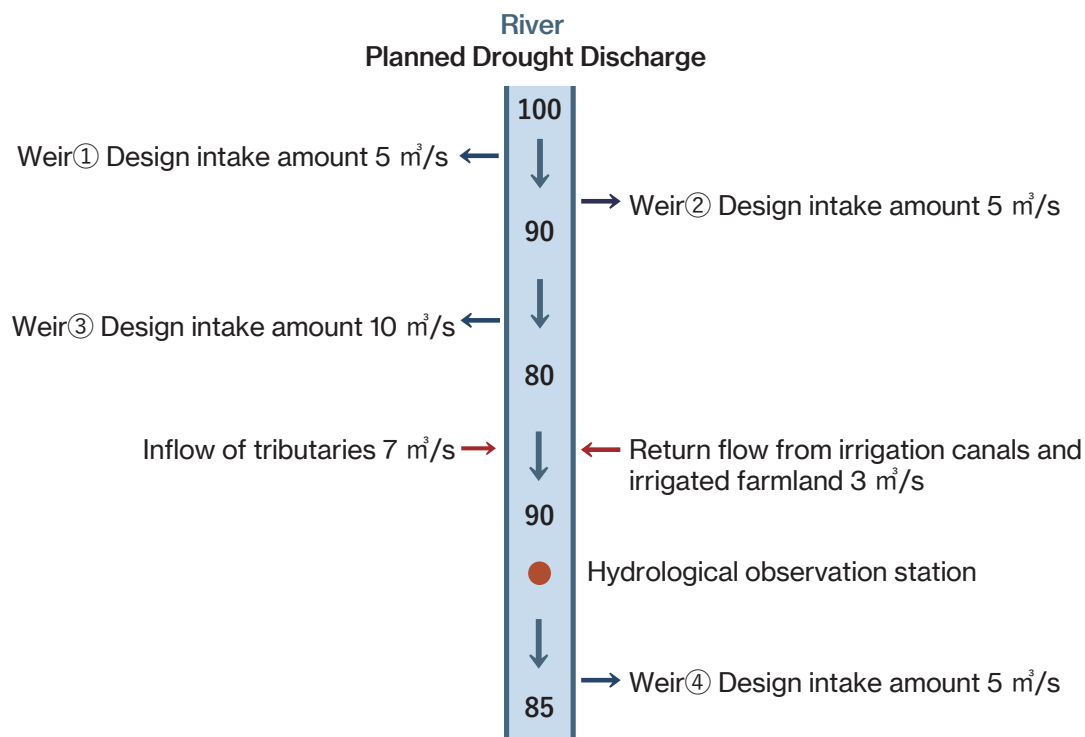 River
Planned Drought Discharge
100
Weir① Design intake amount 5 ㎥/s
Weir② Design intake amount 5 ㎥/s
90
Weir③ Design intake amount 10 ㎥/s
80
Inflow of tributaries 7 ㎥/s
Return flow from irrigation canals and
irrigated farmland 3 ㎥/s
90
Hydrological observation station
Weir④ Design intake amount 5 ㎥/s
85